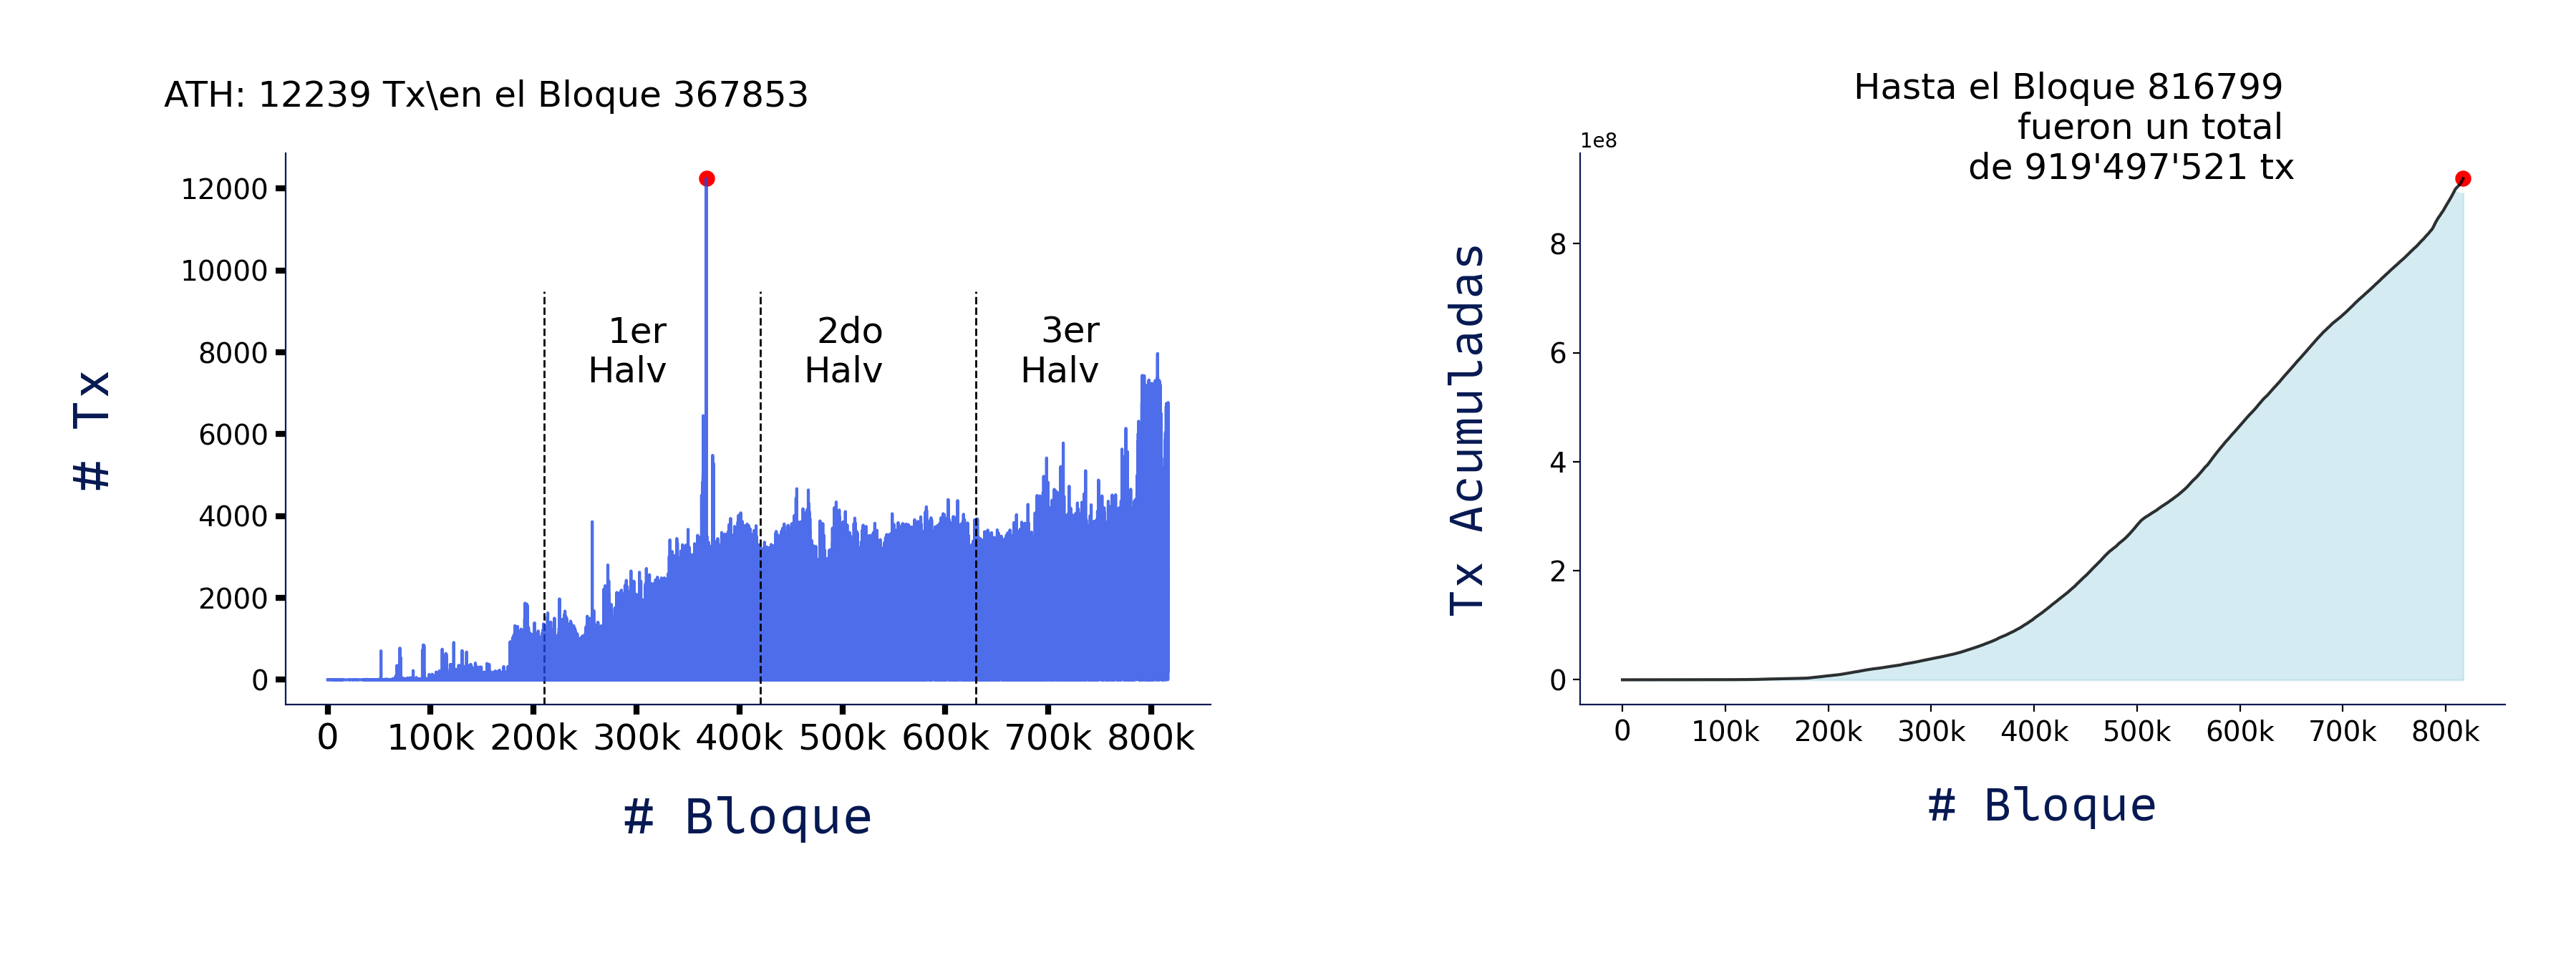 ATH: 12239 Tx\en el Bloque 367853
# Tx
12000
10000
8000
6000
4000
2000
0
1er
Halv
2do
Halv
3er
Halv
0 100k 200k 300k 400k 500k 600k 700k 800k
# Bloque
Hasta el Bloque 816799
fueron un total
de 919'497'521 tx
1e8
Tx Acumuladas
8
6
4
2
0
0 100k 200k 300k 400k 500k 600k 700k 800k
# Bloque